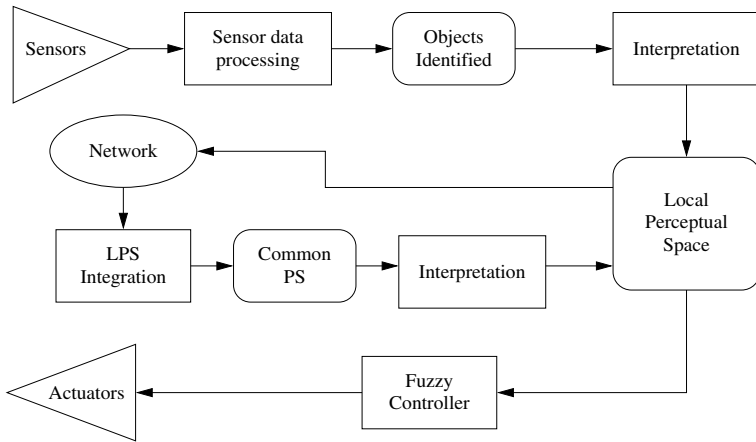 Sensors
Sensor data
processing
Objects
Identified
Interpretation
Network
Local
Perceptual
Space
LPS
Integration
Common
PS
Interpretation
Actuators
Fuzzy
Controller